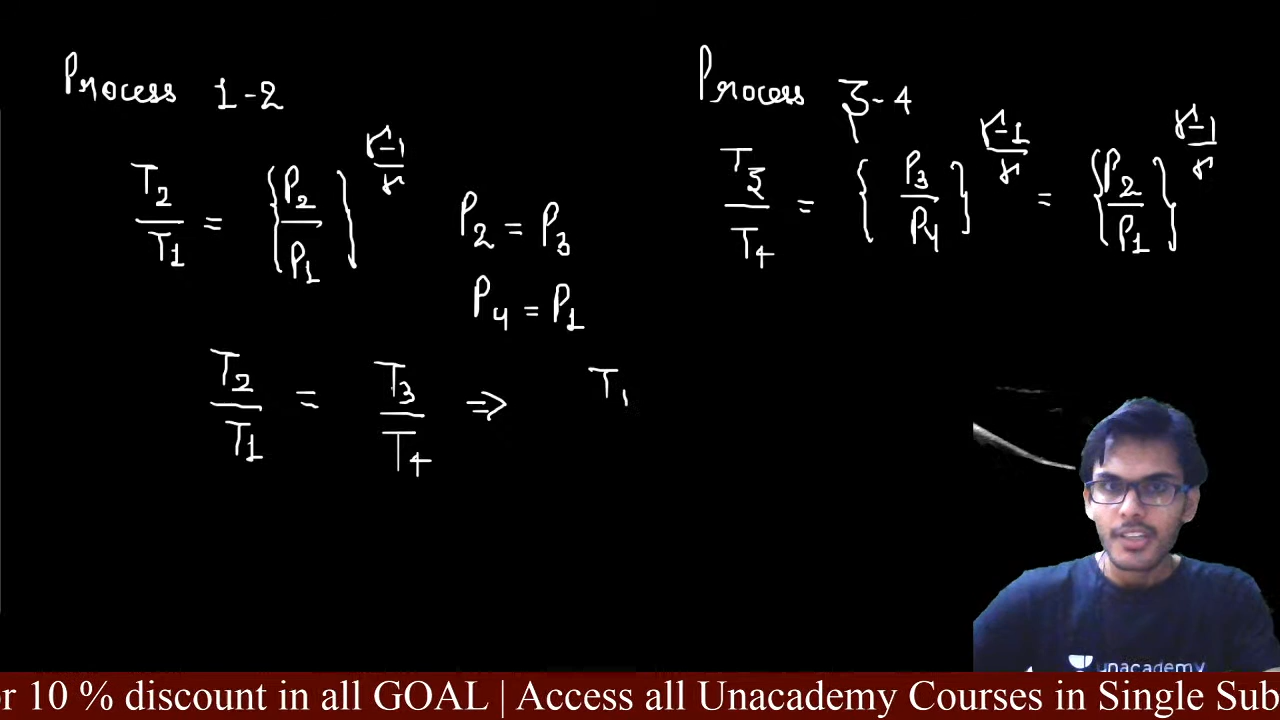 Process 1-2
T2/T1 = {P2/P1}^(γ-1)/γ
P2 = P3
P4 = P1
T2/T1 = T3/T4 ⇒ T1
Process 3-4
T3/T4 = {P3/P4}^(γ-1)/γ = {P2/P1}^(γ-1)/γ
unacademy
or 10 % discount in all GOAL | Access all Unacademy Courses in Single Sub